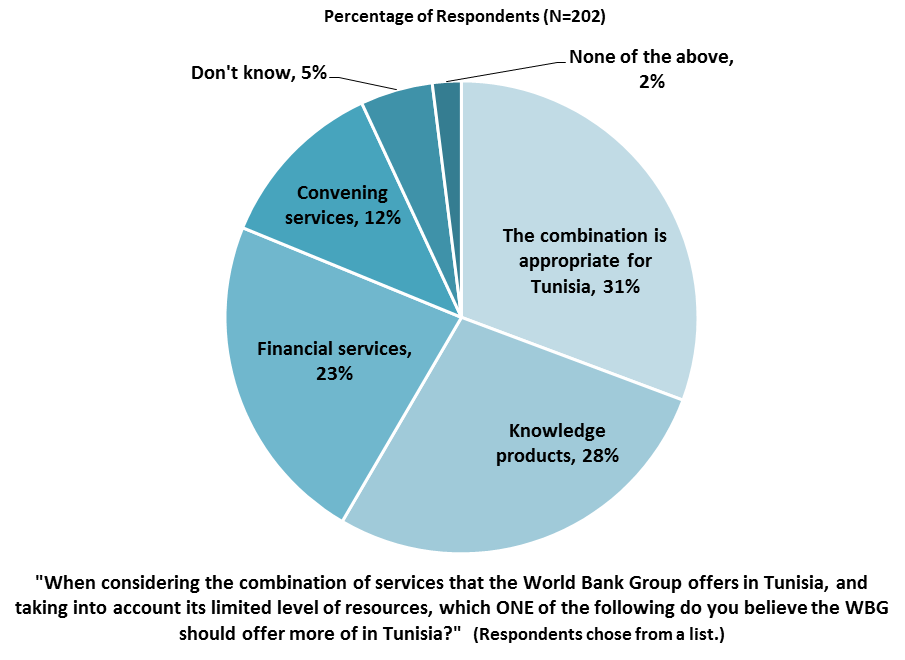 Percentage of Respondents (N=202)
None of the above,
2%
Don't know, 5%
Convening
services, 12%
The combination is
appropriate for
Tunisia, 31%
Financial services,
23%
Knowledge
products, 28%
"When considering the combination of services that the World Bank Group offers in Tunisia, and
taking into account its limited level of resources, which ONE of the following do you believe the WBG
should offer more of in Tunisia?" (Respondents chose from a list.)